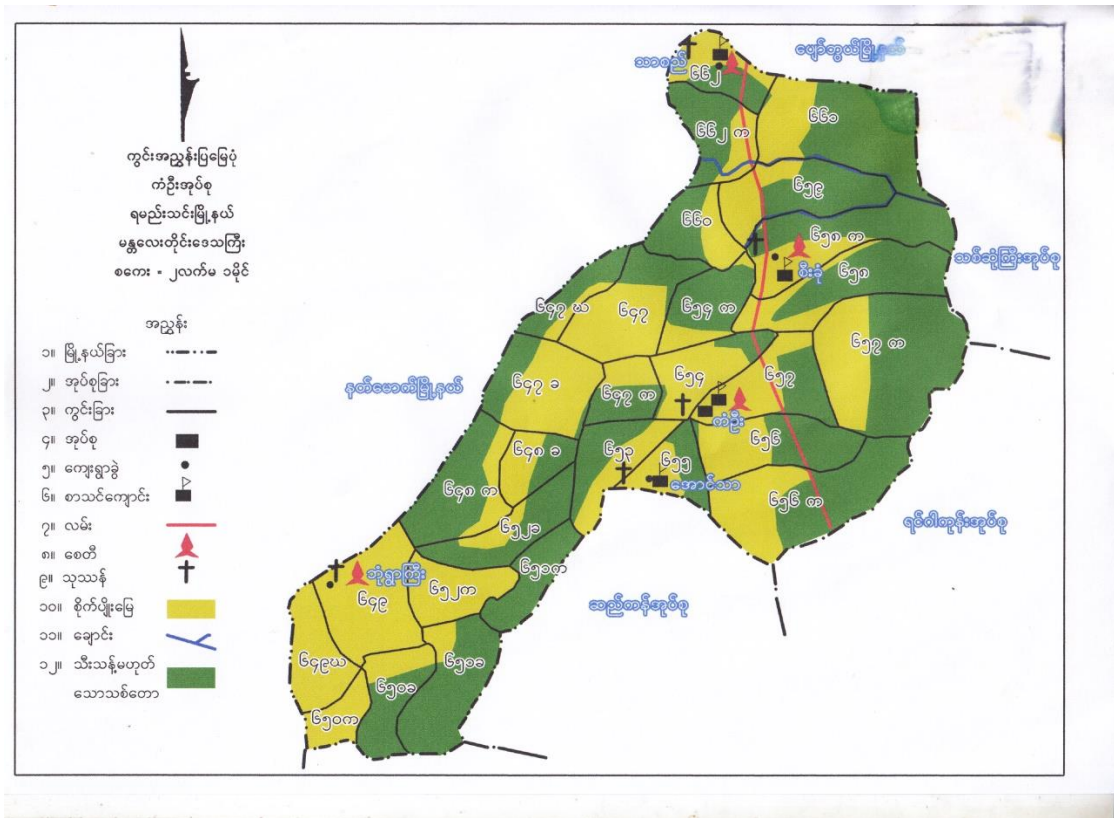 ကွင်းအညွှန်းပြမြေပုံ
ကံဦးအုပ်စု
ရမည်းသင်းမြို့နယ်
မန္တလေးတိုင်းဒေသကြီး
စကေး = ၂လက်မ ၁မိုင်
အညွှန်း
၁။ မြို့နယ်ခြား
၂။ အုပ်စုခြား
၃။ ကွင်းခြား
၄။ အုပ်စု
၅။ ကျေးရွာခွဲ
၆။ စာသင်ကျောင်း
၇။ လမ်း
၈။ စေတီ
၉။ သုဿန်
၁၀။ စိုက်ပျိုးမြေ
၁၁။ ချောင်း
၁၂။ သီးသန့်မဟုတ်
သောသစ်တော
သာစည်
ပျော်ဘွယ်မြို့နယ်
၆၆၂
၆၆၁
၆၆၂ က
၆၅၉
၆၆၀
၆၅၈ က
သစ်ဆုံကြီးအုပ်စု
၆၅၈
စီးခုံ
၆၄၇ ဃ
၆၄၇
၆၅၄ က
၆၅၇ က
နတ်မောက်မြို့နယ်
၆၄၇ ခ
၆၅၄
၆၅၇
၆၄၇ က
ကံဦး
၆၅၆
၆၄၈ ခ
၆၅၃
၆၅၅
အောင်သာ
၆၄၈ က
၆၅၆ က
၆၅၂ခ
ဘုံရွာကြီး
၆၅၁က
၆၄၉
၆၅၂က
ဆည်တန်အုပ်စု
၆၄၉ဃ
၆၅၁ခ
၆၅၀ခ
၆၅၀က